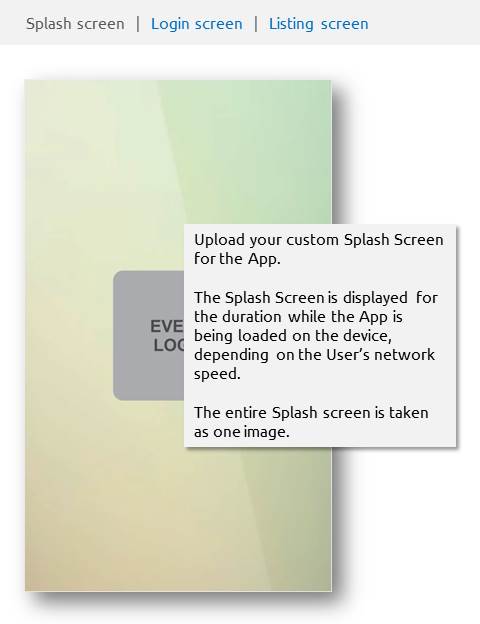 Splash screen | Login screen | Listing screen
Upload your custom Splash Screen
for the App.
The Splash Screen is displayed for
the duration while the App is
being loaded on the device,
depending on the User’s network
speed.
The entire Splash screen is taken
as one image.